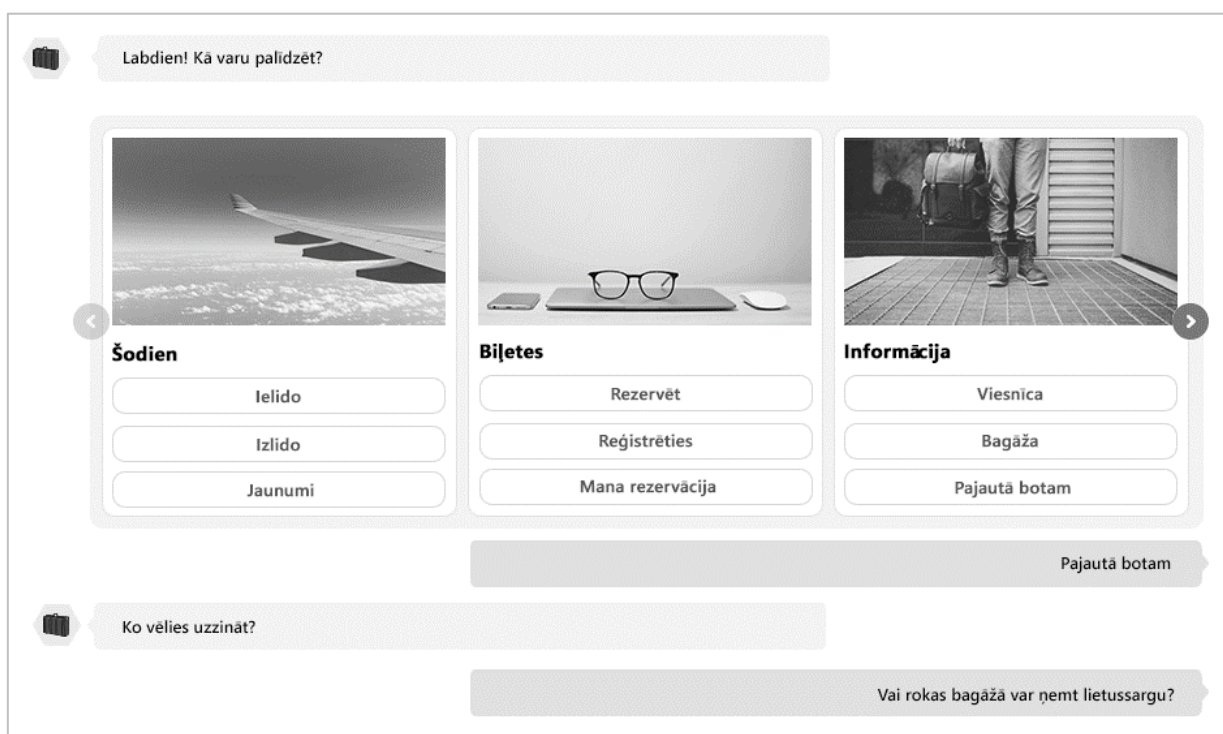 Labdien! Kā varu palīdzēt?
Šodien
Ielido
Izlido
Jaunumi
Biļetes
Rezervēt
Reģistrēties
Mana rezervācija
Informācija
Viesnīca
Bagāža
Pajautā botam
Pajautā botam
Ko vēlies uzzināt?
Vai rokas bagāžā var ņemt lietussargu?